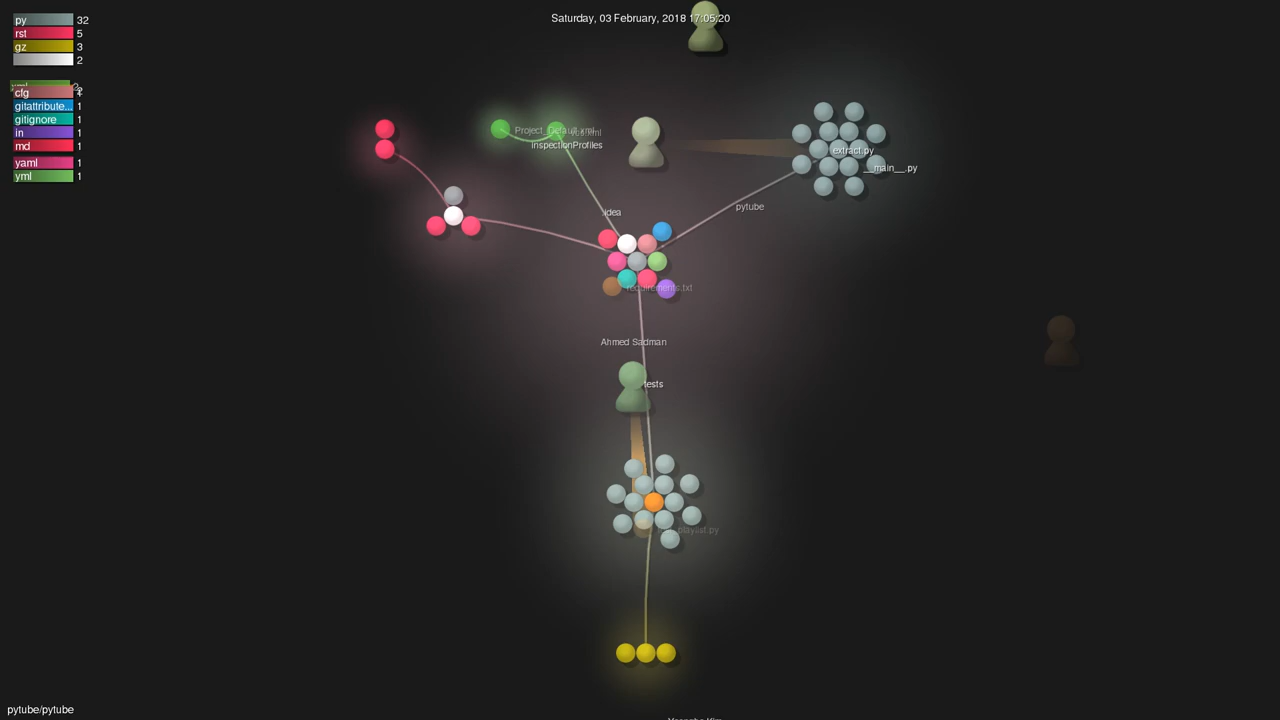 Saturday, 03 February, 2018 17:05:20
py 32
rst 5
gz 3
2
cfg
gitattribute... 1
gitignore 1
in 1
md 1
yaml 1
yml 1
Project_Default.xml
inspectionProfiles
extract.py
__main__.py
pytube
.idea
requirements.txt
Ahmed Sadman
tests
playlist.py
pytube/pytube